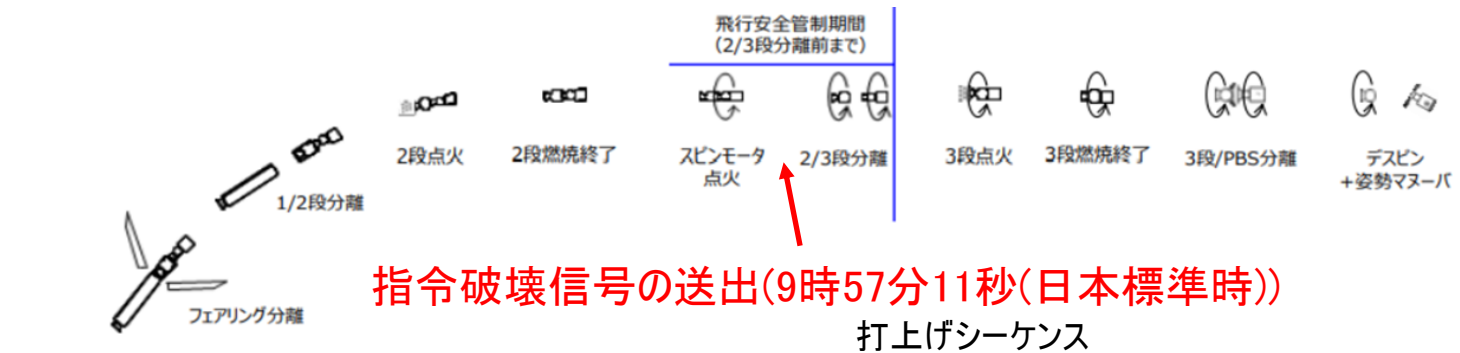 飛行安全管制期間
(2/3段分離前まで)
2段点火
2段燃焼終了
スピンモータ
点火
2/3段分離
3段点火
3段燃焼終了
3段/PBS分離
デスピン
+姿勢マヌーバ
1/2段分離
フェアリング分離
指令破壊信号の送出(9時57分11秒(日本標準時))
打上げシーケンス